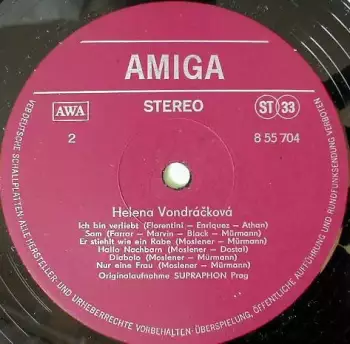 AMIGA
AWA
STEREO
ST 33
2
8 55 704
Helena Vondráčková
Ich bin verliebt (Florentini - Enriquez - Athan)
Sam (Farrar - Marvin - Black - Mürmann)
Er stiehlt wie ein Rabe (Moslener - Mürmann)
Hallo Nachbarn (Moslener - Dostal)
Diabolo (Moslener - Mürmann)
Nur eine Frau (Moslener - Mürmann)
Originalaufnahme SUPRAPHON Prag
VEB DEUTSCHE SCHALLPLATTEN · ALLE HERSTELLER- UND URHEBERRECHTE VORBEHALTEN · ÜBERSPIELUNG, ÖFFENTLICHE AUFFÜHRUNG UND RUNDFUNKSENDUNG VERBOTEN